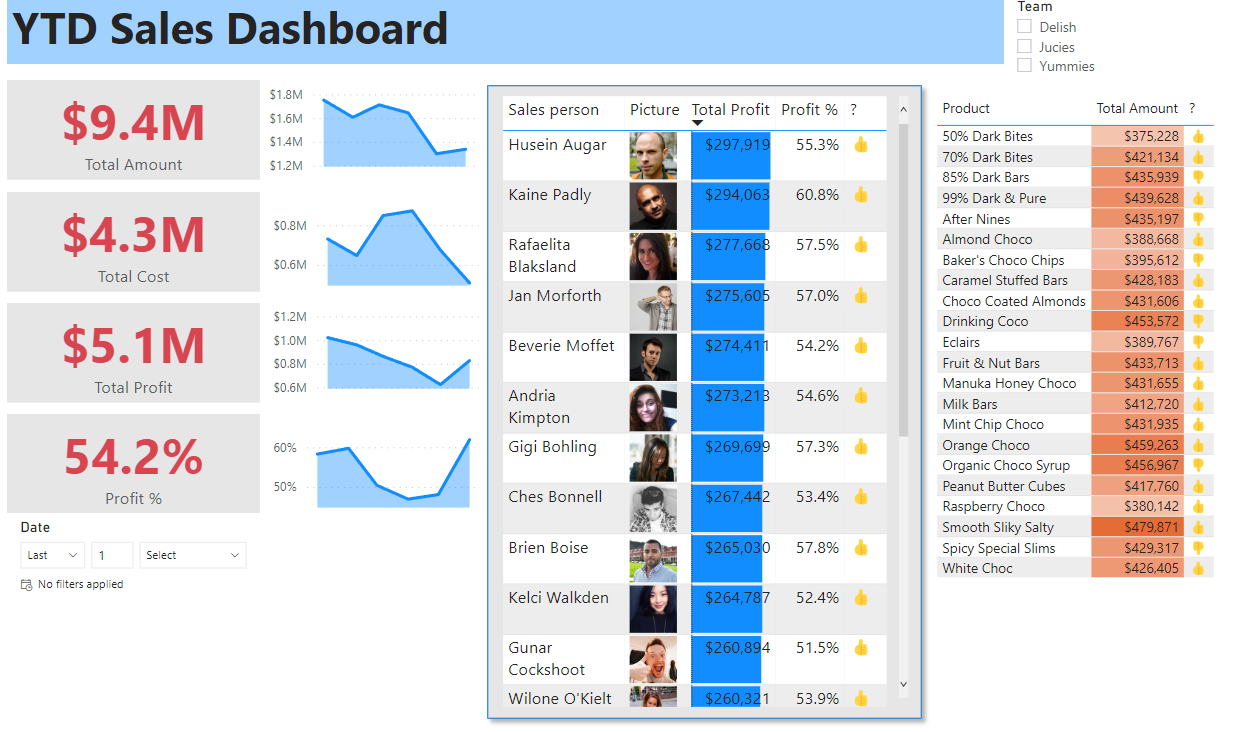 YTD Sales Dashboard
Team
Delish
Jucies
Yummies
$9.4M
Total Amount
$1.8M
$1.6M
$1.4M
$1.2M
$4.3M
Total Cost
$0.8M
$0.6M
$5.1M
Total Profit
$1.2M
$1.0M
$0.8M
$0.6M
54.2%
Profit %
60%
50%
Date
Last 1 Select
No filters applied
Sales person Picture Total Profit Profit % ?
Husein Augar $297,919 55.3%
Kaine Padly $294,063 60.8%
Rafaelita $277,668 57.5%
Blaksland
Jan Morforth $275,605 57.0%
Beverie Moffet $274,411 54.2%
Andria $273,213 54.6%
Kimpton
Gigi Bohling $269,699 57.3%
Ches Bonnell $267,442 53.4%
Brien Boise $265,030 57.8%
Kelci Walkden $264,787 52.4%
Gunar $260,894 51.5%
Cockshoot
Wilone O'Kielt $260,321 53.9%
Product Total Amount ?
50% Dark Bites $375,228
70% Dark Bites $421,134
85% Dark Bars $435,939
99% Dark & Pure $439,628
After Nines $435,197
Almond Choco $388,668
Baker's Choco Chips $395,612
Caramel Stuffed Bars $428,183
Choco Coated Almonds $431,606
Drinking Coco $453,572
Eclairs $389,767
Fruit & Nut Bars $433,713
Manuka Honey Choco $431,655
Milk Bars $412,720
Mint Chip Choco $431,935
Orange Choco $459,263
Organic Choco Syrup $456,967
Peanut Butter Cubes $417,760
Raspberry Choco $380,142
Smooth Sliky Salty $479,871
Spicy Special Slims $429,317
White Choc $426,405